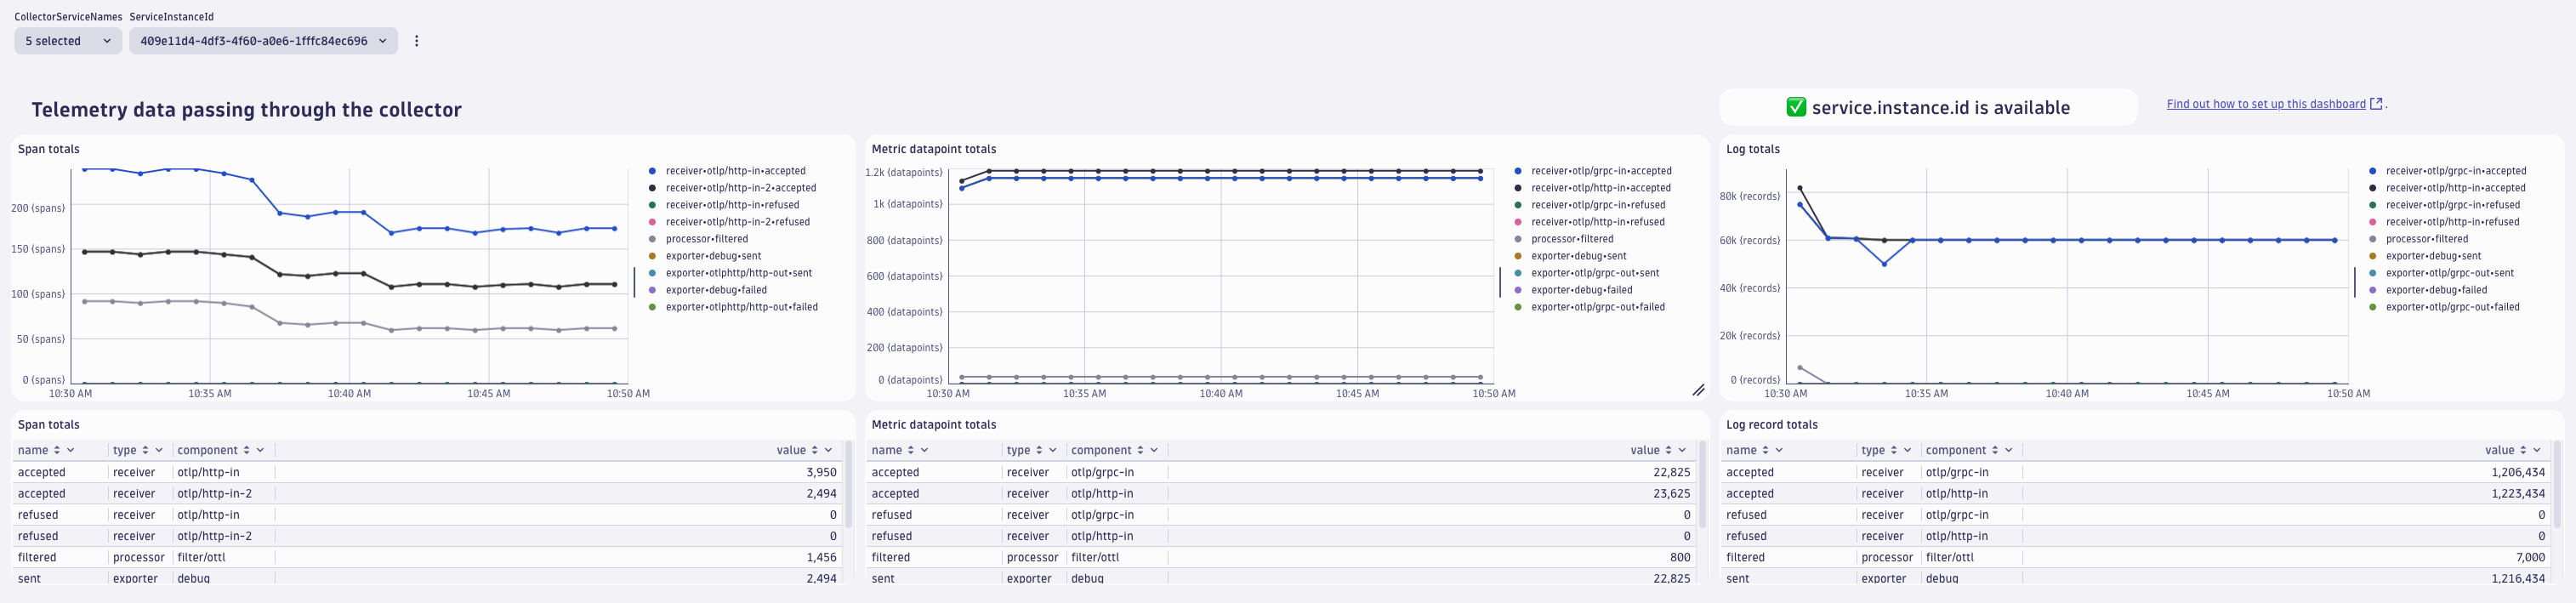 CollectorServiceNames ServiceInstanceId
5 selected 409e11d4-4df3-4f60-a0e6-1fffc84ec696
Telemetry data passing through the collector
✅ service.instance.id is available
Find out how to set up this dashboard .
Span totals
200 (spans)
150 (spans)
100 (spans)
50 (spans)
0 (spans)
10:30 AM 10:35 AM 10:40 AM 10:45 AM 10:50 AM
receiver•otlp/http-in•accepted
receiver•otlp/http-in-2•accepted
receiver•otlp/http-in•refused
receiver•otlp/http-in-2•refused
processor•filtered
exporter•debug•sent
exporter•otlphttp/http-out•sent
exporter•debug•failed
exporter•otlphttp/http-out•failed
Metric datapoint totals
1.2k {datapoints}
1k {datapoints}
800 {datapoints}
600 {datapoints}
400 {datapoints}
200 {datapoints}
0 {datapoints}
10:30 AM 10:35 AM 10:40 AM 10:45 AM 10:50 AM
receiver•otlp/grpc-in•accepted
receiver•otlp/http-in•accepted
receiver•otlp/grpc-in•refused
receiver•otlp/http-in•refused
processor•filtered
exporter•debug•sent
exporter•otlp/grpc-out•sent
exporter•debug•failed
exporter•otlp/grpc-out•failed
Log totals
80k {records}
60k {records}
40k {records}
20k {records}
0 {records}
10:30 AM 10:35 AM 10:40 AM 10:45 AM 10:50 AM
receiver•otlp/grpc-in•accepted
receiver•otlp/http-in•accepted
receiver•otlp/grpc-in•refused
receiver•otlp/http-in•refused
processor•filtered
exporter•debug•sent
exporter•otlp/grpc-out•sent
exporter•debug•failed
exporter•otlp/grpc-out•failed
Span totals
name type component value
accepted receiver otlp/http-in 3,950
accepted receiver otlp/http-in-2 2,494
refused receiver otlp/http-in 0
refused receiver otlp/http-in-2 0
filtered processor filter/ottl 1,456
sent exporter debug 2,494
Metric datapoint totals
name type component value
accepted receiver otlp/grpc-in 22,825
accepted receiver otlp/http-in 23,625
refused receiver otlp/grpc-in 0
refused receiver otlp/http-in 0
filtered processor filter/ottl 800
sent exporter debug 22,825
Log record totals
name type component value
accepted receiver otlp/grpc-in 1,206,434
accepted receiver otlp/http-in 1,223,434
refused receiver otlp/grpc-in 0
refused receiver otlp/http-in 0
filtered processor filter/ottl 7,000
sent exporter debug 1,216,434